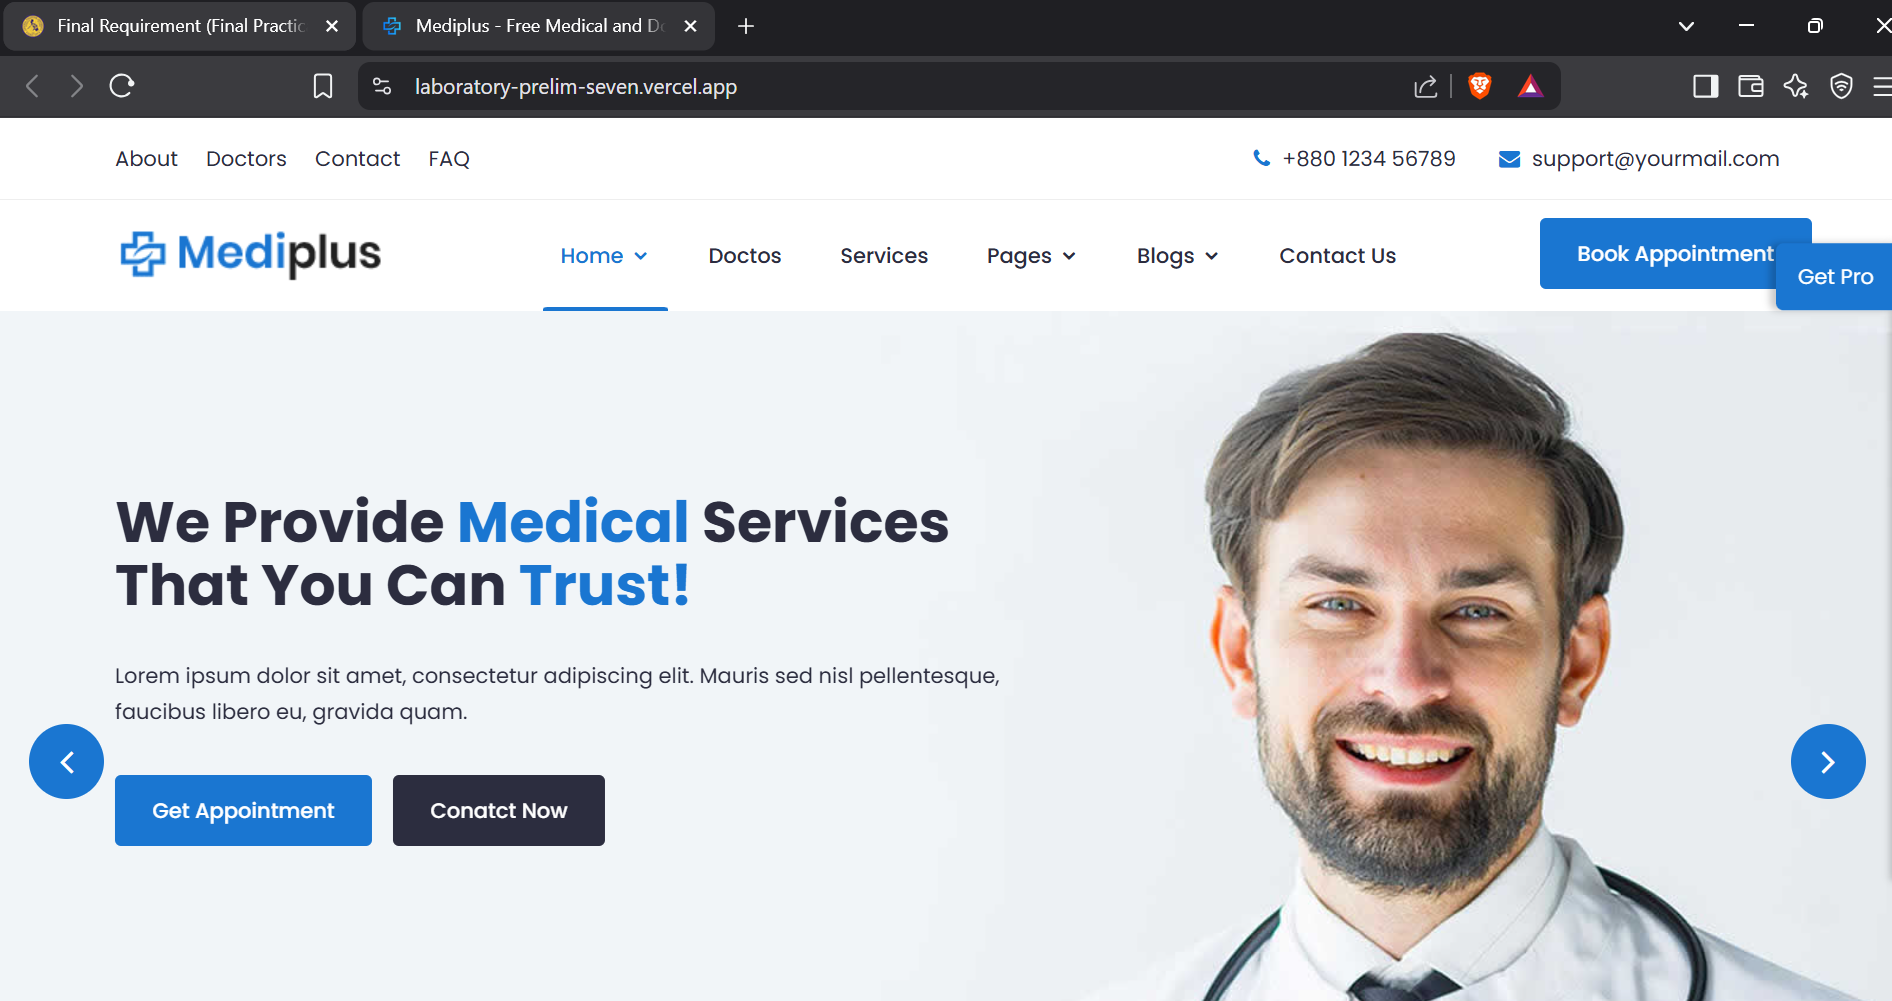 Final Requirement (Final Practic
Mediplus - Free Medical and Do
laboratory-prelim-seven.vercel.app
About Doctors Contact FAQ +880 1234 56789 support@yourmail.com
Mediplus Home Doctos Services Pages Blogs Contact Us Book Appointment
Get Pro
We Provide Medical Services
That You Can Trust!
Lorem ipsum dolor sit amet, consectetur adipiscing elit. Mauris sed nisl pellentesque,
faucibus libero eu, gravida quam.
Get Appointment Conatct Now